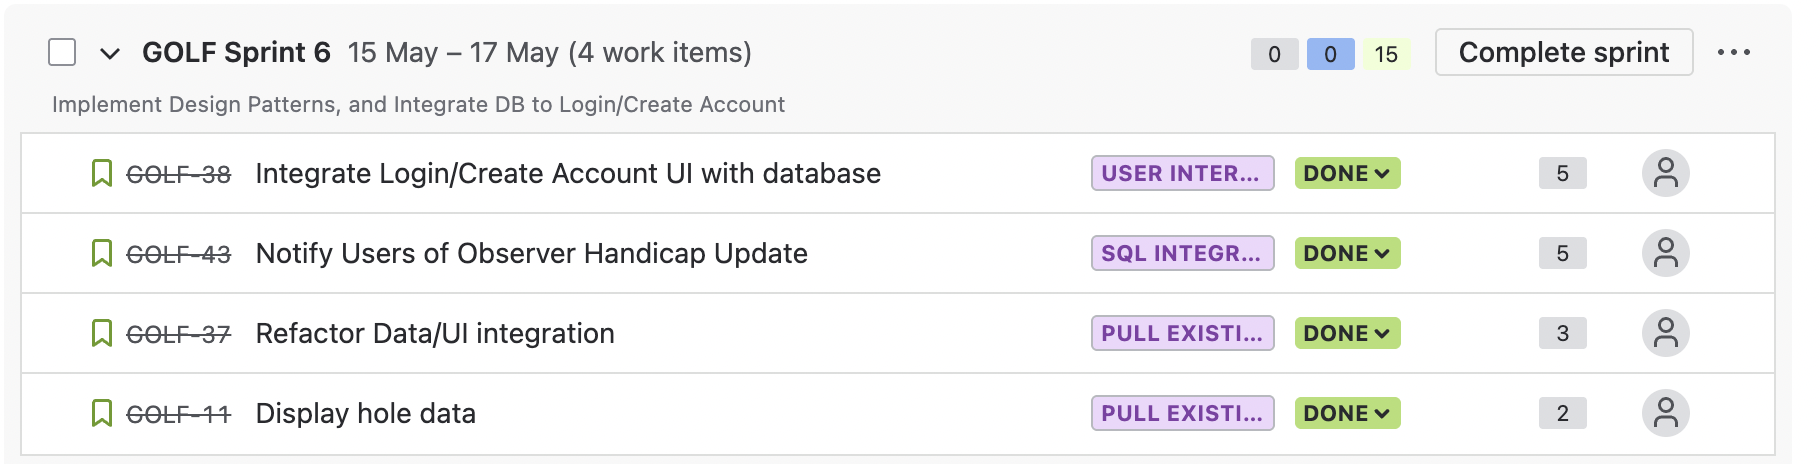 GOLF Sprint 6 15 May – 17 May (4 work items) 0 0 15 Complete sprint
Implement Design Patterns, and Integrate DB to Login/Create Account
GOLF-38 Integrate Login/Create Account UI with database USER INTER... DONE 5
GOLF-43 Notify Users of Observer Handicap Update SQL INTEGR... DONE 5
GOLF-37 Refactor Data/UI integration PULL EXISTI... DONE 3
GOLF-11 Display hole data PULL EXISTI... DONE 2